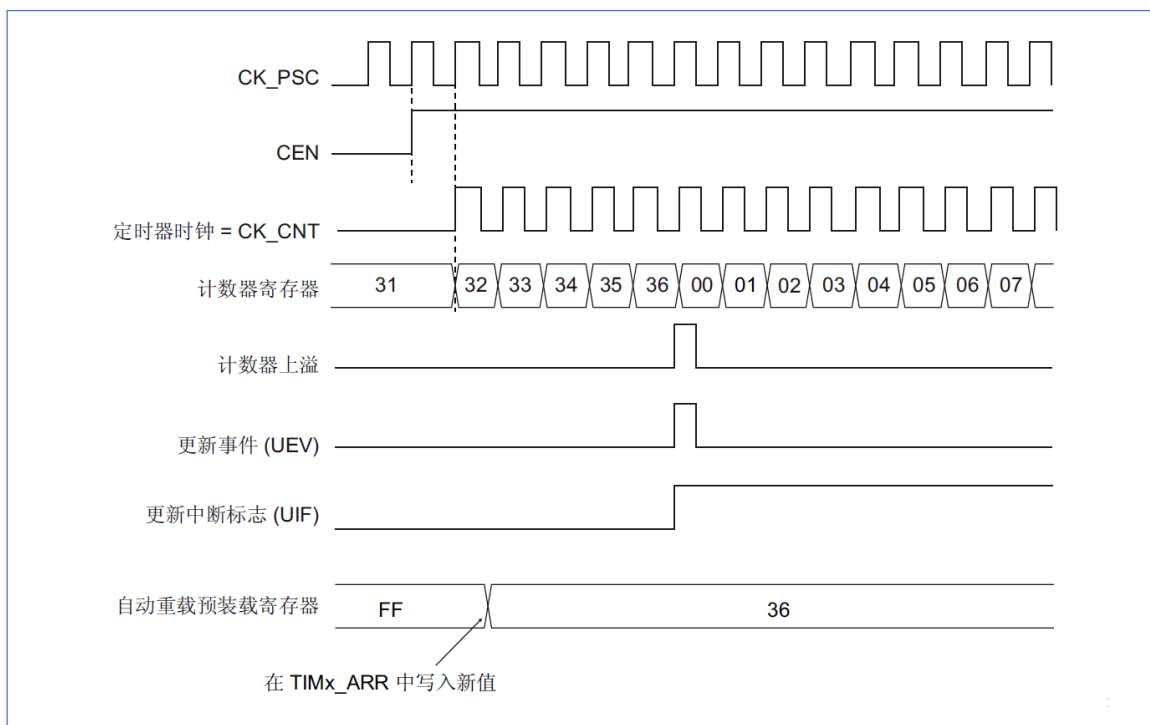 CK_PSC
CEN
定时器时钟 = CK_CNT
计数器寄存器 31 32 33 34 35 36 00 01 02 03 04 05 06 07
计数器上溢
更新事件 (UEV)
更新中断标志 (UIF)
自动重载预装载寄存器 FF 36
在 TIMx_ARR 中写入新值